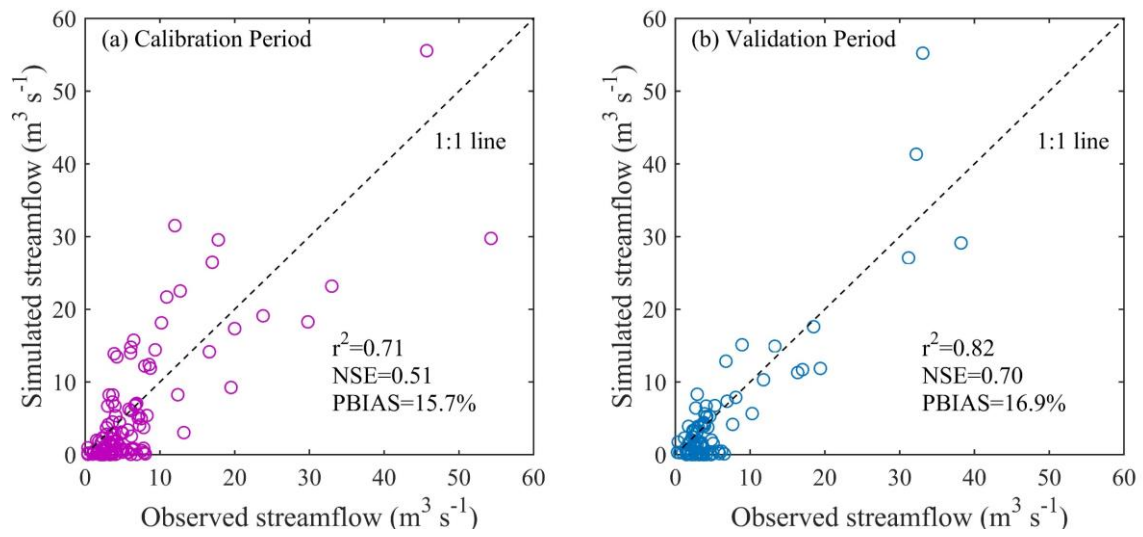 (a) Calibration Period
1:1 line
r²=0.71
NSE=0.51
PBIAS=15.7%
60
50
40
30
20
10
0
0 10 20 30 40 50 60
Simulated streamflow (m³ s⁻¹)
Observed streamflow (m³ s⁻¹)
(b) Validation Period
1:1 line
r²=0.82
NSE=0.70
PBIAS=16.9%
60
50
40
30
20
10
0
0 10 20 30 40 50 60
Simulated streamflow (m³ s⁻¹)
Observed streamflow (m³ s⁻¹)